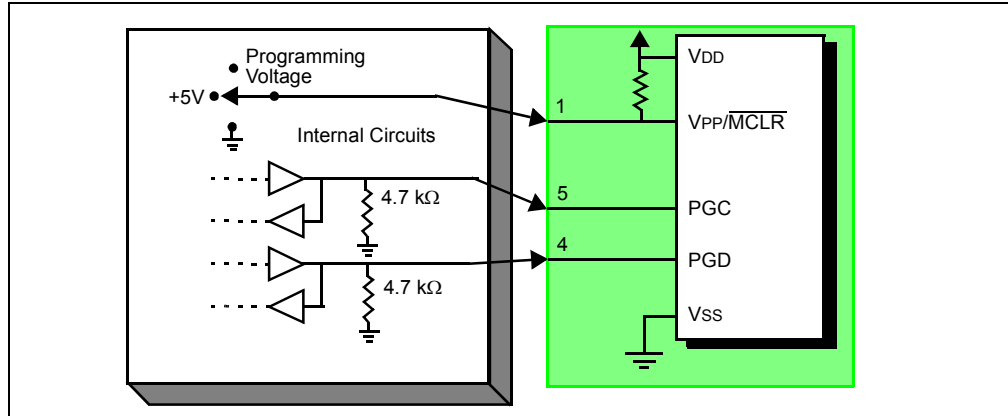 Programming
Voltage
+5V
Internal Circuits
4.7 kΩ
4.7 kΩ
1
5
4
VDD
VPP/MCLR
PGC
PGD
VSS